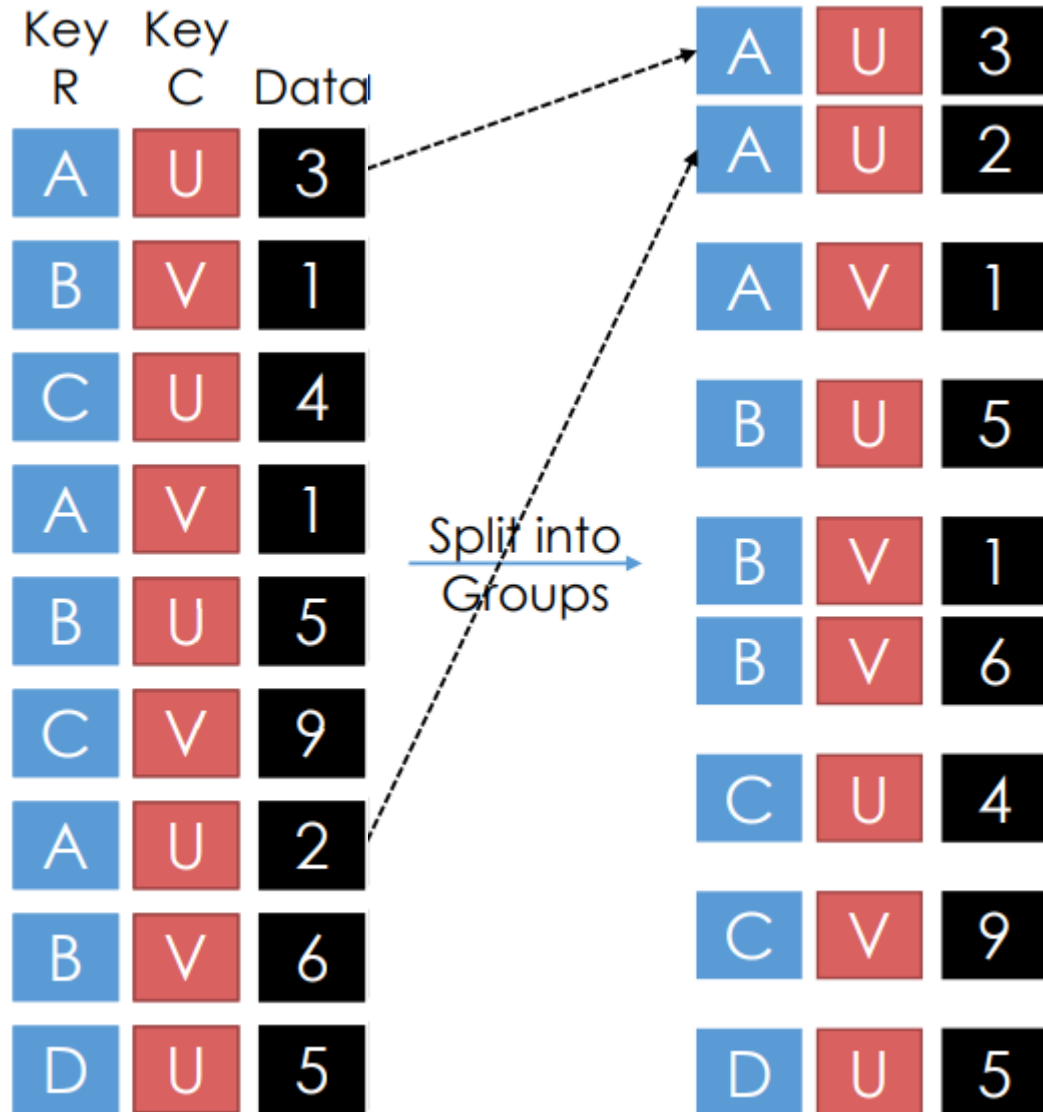 Key Key
R C Data
A U 3
B V 1
C U 4
A V 1
B U 5
C V 9
A U 2
B V 6
D U 5
Split into
Groups
A U 3
A U 2
A V 1
B U 5
B V 1
B V 6
C U 4
C V 9
D U 5